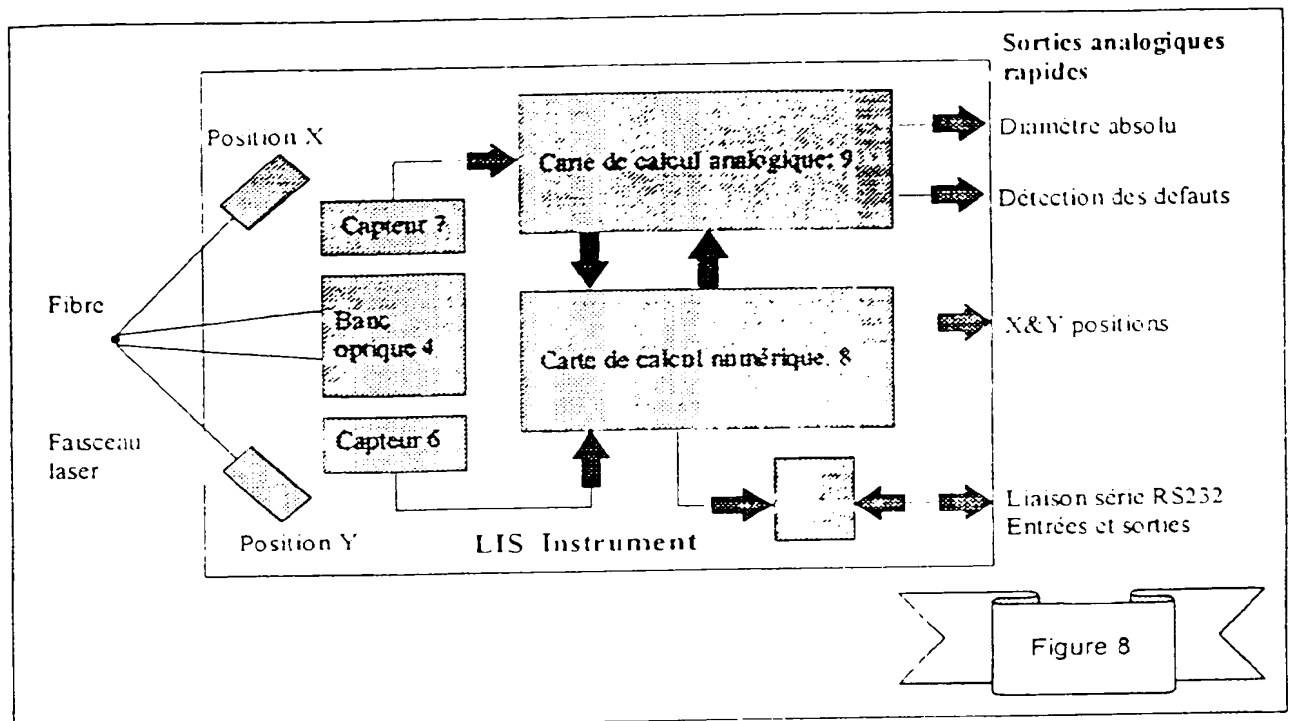 Sorties analogiques
rapides
Position X
Diamètre absolu
Carte de calcul analogique: 9
Détection des defauts
Capteur 7
Fibre
Banc
optique 4
X&Y positions
Carte de calcul numérique. 8
Faisceau
laser
Capteur 6
Liaison série RS232
Entrées et sorties
Position Y
LIS Instrument
Figure 8